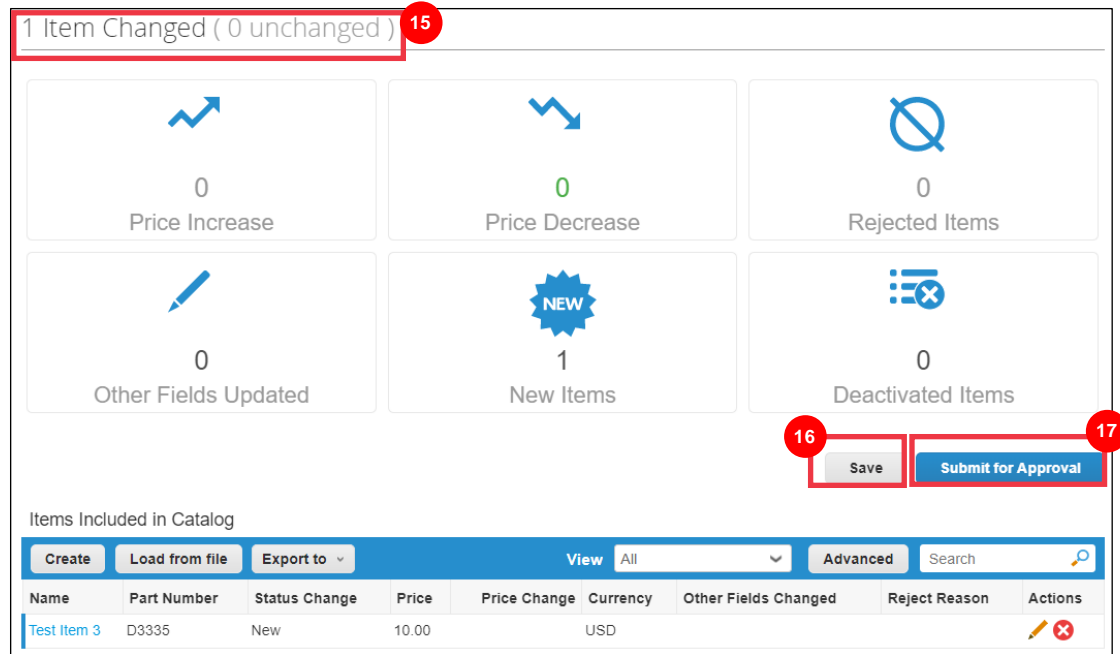 1 Item Changed ( 0 unchanged )
15
0
Price Increase
0
Price Decrease
0
Rejected Items
0
Other Fields Updated
NEW
1
New Items
0
Deactivated Items
16
17
Save
Submit for Approval
Items Included in Catalog
Create Load from file Export to View All Advanced Search
Name Part Number Status Change Price Price Change Currency Other Fields Changed Reject Reason Actions
Test Item 3 D3335 New 10.00 USD